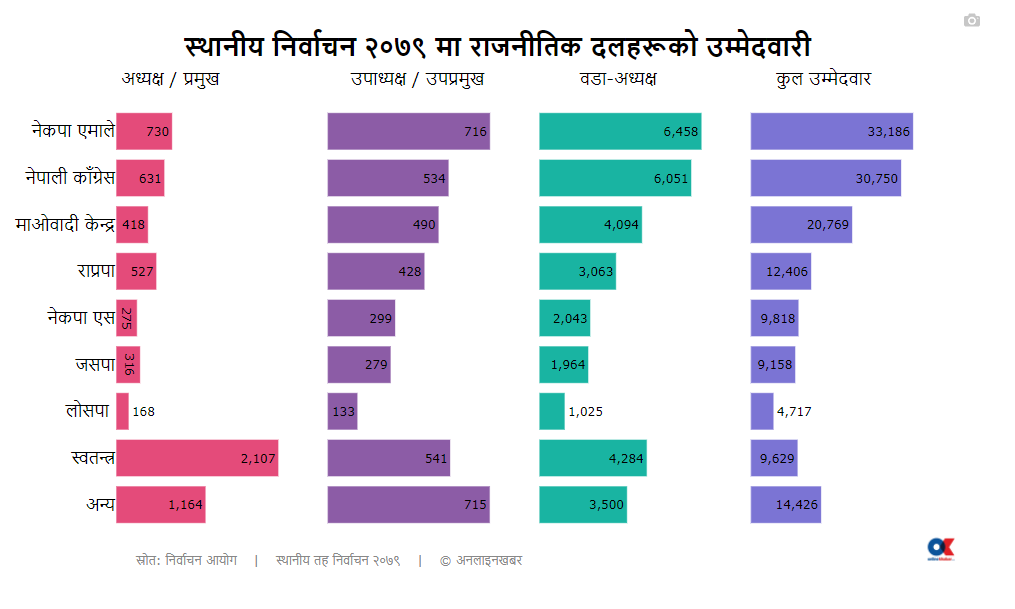 स्थानीय निर्वाचन २०७९ मा राजनीतिक दलहरूको उम्मेदवारी
अध्यक्ष / प्रमुख उपाध्यक्ष / उपप्रमुख वडा-अध्यक्ष कुल उम्मेदवार
नेकपा एमाले 730 716 6,458 33,186
नेपाली काँग्रेस 631 534 6,051 30,750
माओवादी केन्द्र 418 490 4,094 20,769
राप्रपा 527 428 3,063 12,406
नेकपा एस 275 299 2,043 9,818
जसपा 316 279 1,964 9,158
लोसपा 168 133 1,025 4,717
स्वतन्त्र 2,107 541 4,284 9,629
अन्य 1,164 715 3,500 14,426
स्रोत: निर्वाचन आयोग | स्थानीय तह निर्वाचन २०७९ | © अनलाइनखबर